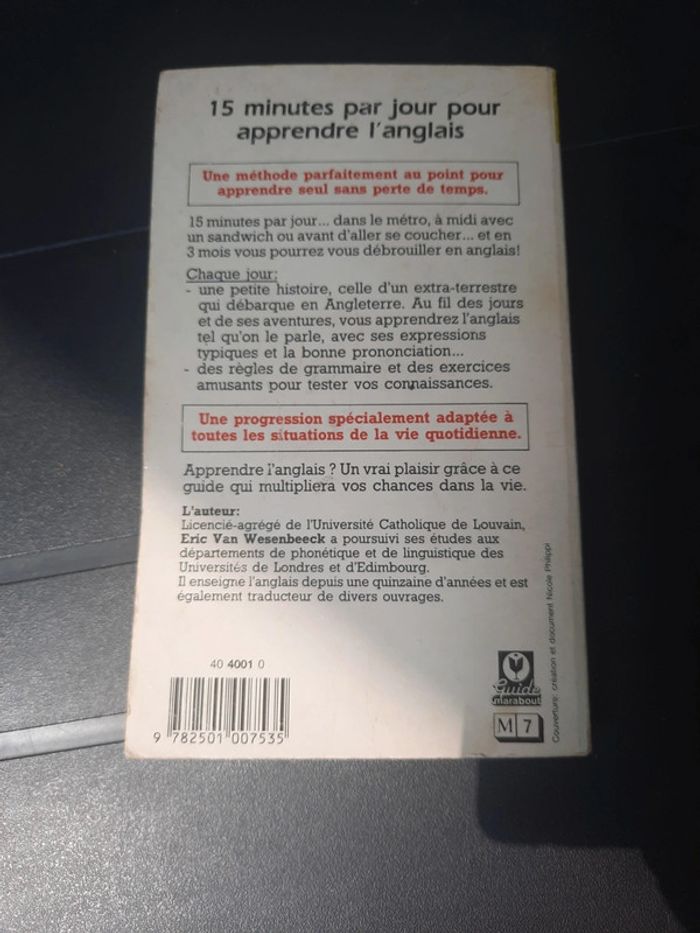 15 minutes par jour pour
apprendre l'anglais
Une méthode parfaitement au point pour
apprendre seul sans perte de temps.
15 minutes par jour... dans le métro, à midi avec
un sandwich ou avant d'aller se coucher... et en
3 mois vous pourrez vous débrouiller en anglais!
Chaque jour:
- une petite histoire, celle d'un extra-terrestre
qui débarque en Angleterre. Au fil des jours
et de ses aventures, vous apprendrez l'anglais
tel qu'on le parle, avec ses expressions
typiques et la bonne prononciation...
- des règles de grammaire et des exercices
amusants pour tester vos connaissances.
Une progression spécialement adaptée à
toutes les situations de la vie quotidienne.
Apprendre l'anglais ? Un vrai plaisir grâce à ce
guide qui multipliera vos chances dans la vie.
L'auteur:
Licencié-agrégé de l'Université Catholique de Louvain,
Eric Van Wesenbeeck a poursuivi ses études aux
départements de phonétique et de linguistique des
Universités de Londres et d'Edimbourg.
Il enseigne l'anglais depuis une quinzaine d'années et est
également traducteur de divers ouvrages.
40 4001 0
9 782501 007535
Guide
marabout
M 7
Couverture: création et document Nicole Philippi